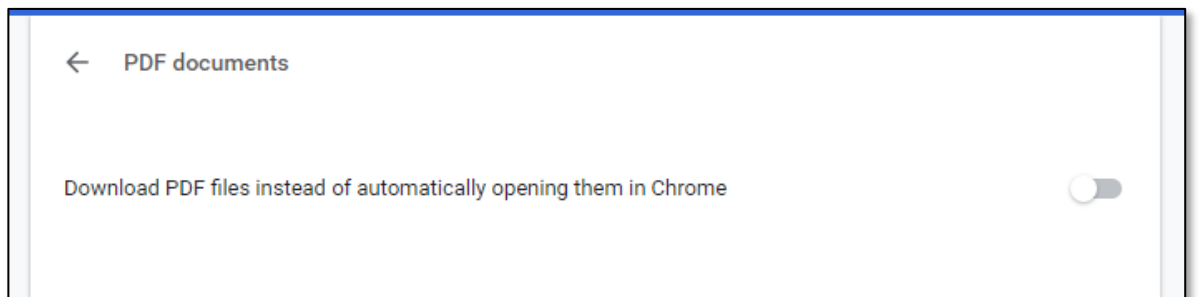 PDF documents
Download PDF files instead of automatically opening them in Chrome